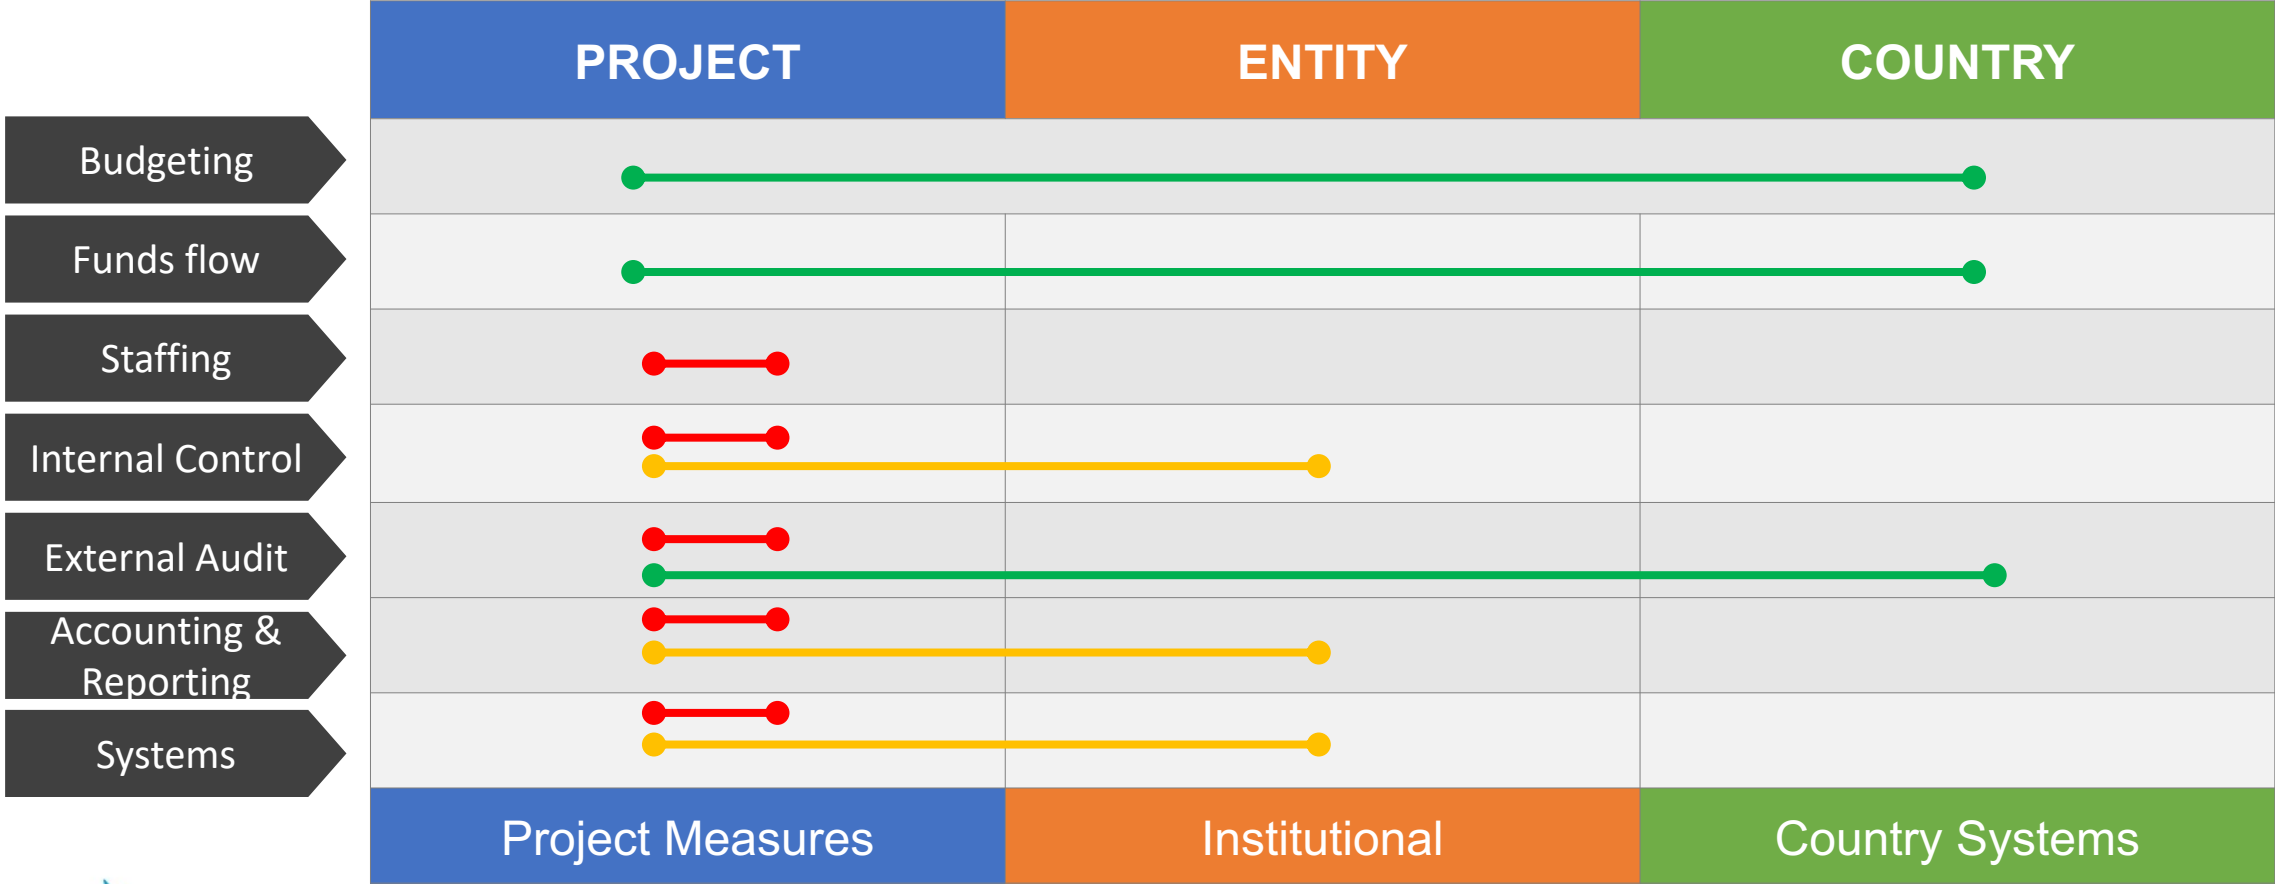 PROJECT
ENTITY
COUNTRY
Budgeting
Funds flow
Staffing
Internal Control
External Audit
Accounting &
Reporting
Systems
Project Measures
Institutional
Country Systems